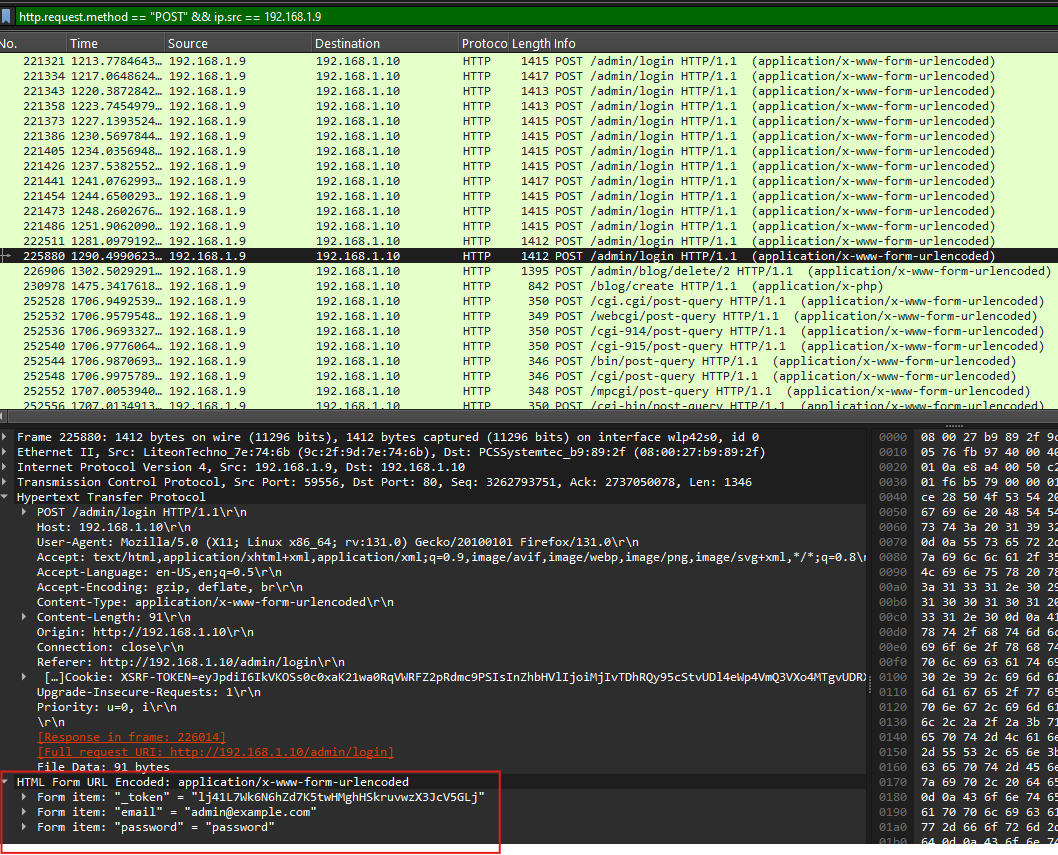 http.request.method == "POST" && ip.src == 192.168.1.9
No. Time Source Destination Protoco Length Info
221321 1213.7784643… 192.168.1.9 192.168.1.10 HTTP 1415 POST /admin/login HTTP/1.1 (application/x-www-form-urlencoded)
221334 1217.0648624… 192.168.1.9 192.168.1.10 HTTP 1417 POST /admin/login HTTP/1.1 (application/x-www-form-urlencoded)
221343 1220.3872842… 192.168.1.9 192.168.1.10 HTTP 1413 POST /admin/login HTTP/1.1 (application/x-www-form-urlencoded)
221358 1223.7454979… 192.168.1.9 192.168.1.10 HTTP 1413 POST /admin/login HTTP/1.1 (application/x-www-form-urlencoded)
221373 1227.1393524… 192.168.1.9 192.168.1.10 HTTP 1415 POST /admin/login HTTP/1.1 (application/x-www-form-urlencoded)
221386 1230.5697844… 192.168.1.9 192.168.1.10 HTTP 1415 POST /admin/login HTTP/1.1 (application/x-www-form-urlencoded)
221405 1234.0356948… 192.168.1.9 192.168.1.10 HTTP 1415 POST /admin/login HTTP/1.1 (application/x-www-form-urlencoded)
221426 1237.5382552… 192.168.1.9 192.168.1.10 HTTP 1415 POST /admin/login HTTP/1.1 (application/x-www-form-urlencoded)
221441 1241.0762993… 192.168.1.9 192.168.1.10 HTTP 1417 POST /admin/login HTTP/1.1 (application/x-www-form-urlencoded)
221454 1244.6500293… 192.168.1.9 192.168.1.10 HTTP 1415 POST /admin/login HTTP/1.1 (application/x-www-form-urlencoded)
221473 1248.2602676… 192.168.1.9 192.168.1.10 HTTP 1415 POST /admin/login HTTP/1.1 (application/x-www-form-urlencoded)
221486 1251.9062090… 192.168.1.9 192.168.1.10 HTTP 1415 POST /admin/login HTTP/1.1 (application/x-www-form-urlencoded)
222511 1281.0979192… 192.168.1.9 192.168.1.10 HTTP 1412 POST /admin/login HTTP/1.1 (application/x-www-form-urlencoded)
225880 1290.4990623… 192.168.1.9 192.168.1.10 HTTP 1412 POST /admin/login HTTP/1.1 (application/x-www-form-urlencoded)
226906 1302.5029291… 192.168.1.9 192.168.1.10 HTTP 1395 POST /admin/blog/delete/2 HTTP/1.1 (application/x-www-form-urlencoded)
230978 1475.3417618… 192.168.1.9 192.168.1.10 HTTP 842 POST /blog/create HTTP/1.1 (application/x-php)
252528 1706.9492539… 192.168.1.9 192.168.1.10 HTTP 350 POST /cgi.cgi/post-query HTTP/1.1 (application/x-www-form-urlencoded)
252532 1706.9579548… 192.168.1.9 192.168.1.10 HTTP 349 POST /webcgi/post-query HTTP/1.1 (application/x-www-form-urlencoded)
252536 1706.9693327… 192.168.1.9 192.168.1.10 HTTP 350 POST /cgi-914/post-query HTTP/1.1 (application/x-www-form-urlencoded)
252540 1706.9776064… 192.168.1.9 192.168.1.10 HTTP 350 POST /cgi-915/post-query HTTP/1.1 (application/x-www-form-urlencoded)
252544 1706.9870693… 192.168.1.9 192.168.1.10 HTTP 346 POST /bin/post-query HTTP/1.1 (application/x-www-form-urlencoded)
252548 1706.9975789… 192.168.1.9 192.168.1.10 HTTP 346 POST /cgi/post-query HTTP/1.1 (application/x-www-form-urlencoded)
252552 1707.0053940… 192.168.1.9 192.168.1.10 HTTP 348 POST /mpcgi/post-query HTTP/1.1 (application/x-www-form-urlencoded)
252556 1707.0134913… 192.168.1.9 192.168.1.10 HTTP 350 POST /cgi-bin/post-query HTTP/1.1 (application/x-www-form-urlencoded)
Frame 225880: 1412 bytes on wire (11296 bits), 1412 bytes captured (11296 bits) on interface wlp42s0, id 0
Ethernet II, Src: LiteonTechno_7e:74:6b (9c:2f:9d:7e:74:6b), Dst: PCSSystemtec_b9:89:2f (08:00:27:b9:89:2f)
Internet Protocol Version 4, Src: 192.168.1.9, Dst: 192.168.1.10
Transmission Control Protocol, Src Port: 59556, Dst Port: 80, Seq: 3262793751, Ack: 2737050078, Len: 1346
Hypertext Transfer Protocol
POST /admin/login HTTP/1.1\r\n
Host: 192.168.1.10\r\n
User-Agent: Mozilla/5.0 (X11; Linux x86_64; rv:131.0) Gecko/20100101 Firefox/131.0\r\n
Accept: text/html,application/xhtml+xml,application/xml;q=0.9,image/avif,image/webp,image/png,image/svg+xml,*/*;q=0.8\r
Accept-Language: en-US,en;q=0.5\r\n
Accept-Encoding: gzip, deflate, br\r\n
Content-Type: application/x-www-form-urlencoded\r\n
Content-Length: 91\r\n
Origin: http://192.168.1.10\r\n
Connection: close\r\n
Referer: http://192.168.1.10/admin/login\r\n
[…]Cookie: XSRF-TOKEN=
Upgrade-Insecure-Requests: 1\r\n
Priority: u=0, i\r\n
\r\n
[Response in frame: 226014]
[Full request URI: http://192.168.1.10/admin/login]
File Data: 91 bytes
HTML Form URL Encoded: application/x-www-form-urlencoded
Form item: "_token" = "lj41L7Wk6N6hZd7K5twHMghHSkruvwzX3JcV5GLj"
Form item: "email" = "admin@example.com"
Form item: "password" = "password"
0000 08 00 27 b9 89 2f 9c
0010 05 76 fb 97 40 00 40
0020 01 0a e8 a4 00 50 c2
0030 01 f6 b5 79 00 00 01
0040 ce 28 50 4f 53 54 20
0050 67 69 6e 20 48 54 54
0060 73 74 3a 20 31 39 32
0070 0d 0a 55 73 65 72 2d
0080 7a 69 6c 6c 61 2f 35
0090 4c 69 6e 75 78 20 78
00a0 3a 31 33 31 2e 30 29
00b0 31 30 30 31 30 31 20
00c0 33 31 2e 30 0d 0a 41
00d0 78 74 2f 68 74 6d 6c
00e0 69 6f 6e 2f 78 68 74
00f0 70 6c 69 63 61 74 69
0100 30 2e 39 2c 69 6d 61
0110 6d 61 67 65 2f 77 65
0120 70 6e 67 2c 69 6d 61
0130 6c 2c 2a 2f 2a 3b 71
0140 65 70 74 2d 4c 61 6e
0150 2d 55 53 2c 65 6e 3b
0160 63 65 70 74 2d 45 6e
0170 7a 69 70 2c 20 64 65
0180 0d 0a 43 6f 6e 74 65
0190 61 70 70 6c 69 63 61
01a0 77 2d 66 6f 72 6d 2d
01b0 64 0d 0a 43 6f 6e 74